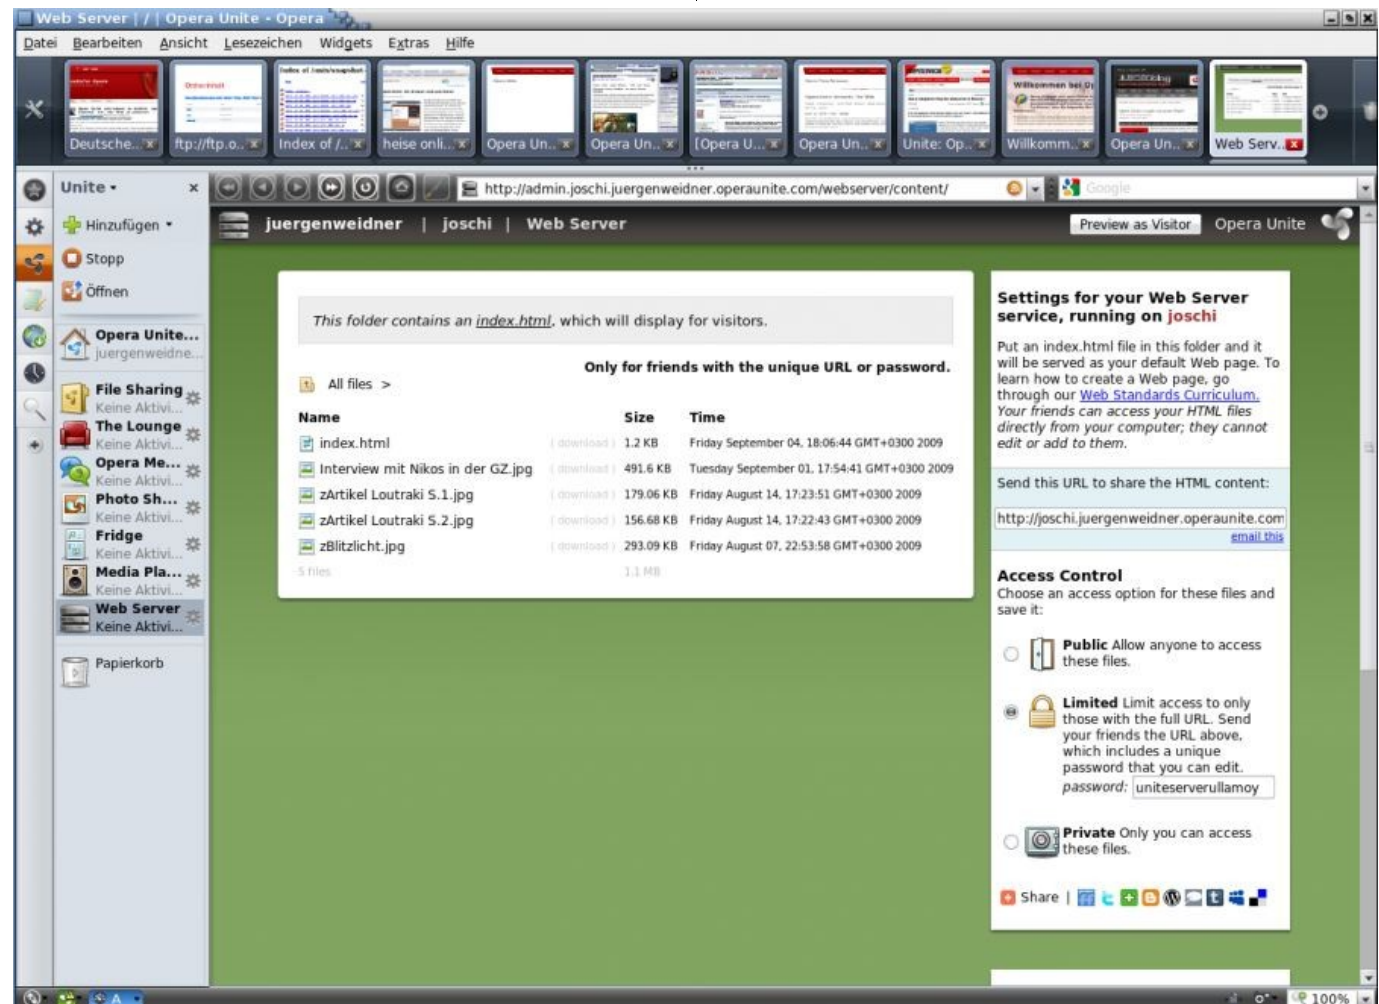 Web Server | / | Opera Unite - Opera
Datei Bearbeiten Ansicht Lesezeichen Widgets Extras Hilfe
Deutsche... ftp://ftp.o... Index of /... heise onli... Opera Un... Opera Un... [Opera U... Opera Un... Unite: Op... Willkomm... Opera Un... Web Serv...
Unite
http://admin.joschi.juergenweidner.operaunite.com/webserver/content/
Google
Hinzufügen
Stopp
Öffnen
Opera Unite...
juergenweidne...
File Sharing
Keine Aktivi...
The Lounge
Keine Aktivi...
Opera Me...
Keine Aktivi...
Photo Sh...
Keine Aktivi...
Fridge
Keine Aktivi...
Media Pla...
Keine Aktivi...
Web Server
Keine Aktivi...
Papierkorb
juergenweidner | joschi | Web Server
Preview as Visitor
Opera Unite
This folder contains an index.html, which will display for visitors.
Only for friends with the unique URL or password.
All files >
Name Size Time
index.html (download) 1.2 KB Friday September 04, 18:06:44 GMT+0300 2009
Interview mit Nikos in der GZ.jpg (download) 491.6 KB Tuesday September 01, 17:54:41 GMT+0300 2009
zArtikel Loutraki S.1.jpg (download) 179.06 KB Friday August 14, 17:23:51 GMT+0300 2009
zArtikel Loutraki S.2.jpg (download) 156.68 KB Friday August 14, 17:22:43 GMT+0300 2009
zBlitzlicht.jpg (download) 293.09 KB Friday August 07, 22:53:58 GMT+0300 2009
5 files 1.1 MB
Settings for your Web Server
service, running on joschi
Put an index.html file in this folder and it
will be served as your default Web page. To
learn how to create a Web page, go
through our Web Standards Curriculum.
Your friends can access your HTML files
directly from your computer; they cannot
edit or add to them.
Send this URL to share the HTML content:
http://joschi.juergenweidner.operaunite.com
email this
Access Control
Choose an access option for these files and
save it:
Public Allow anyone to access
these files.
Limited Limit access to only
those with the full URL. Send
your friends the URL above,
which includes a unique
password that you can edit.
password: uniteserverullamoy
Private Only you can access
these files.
Share |
100%